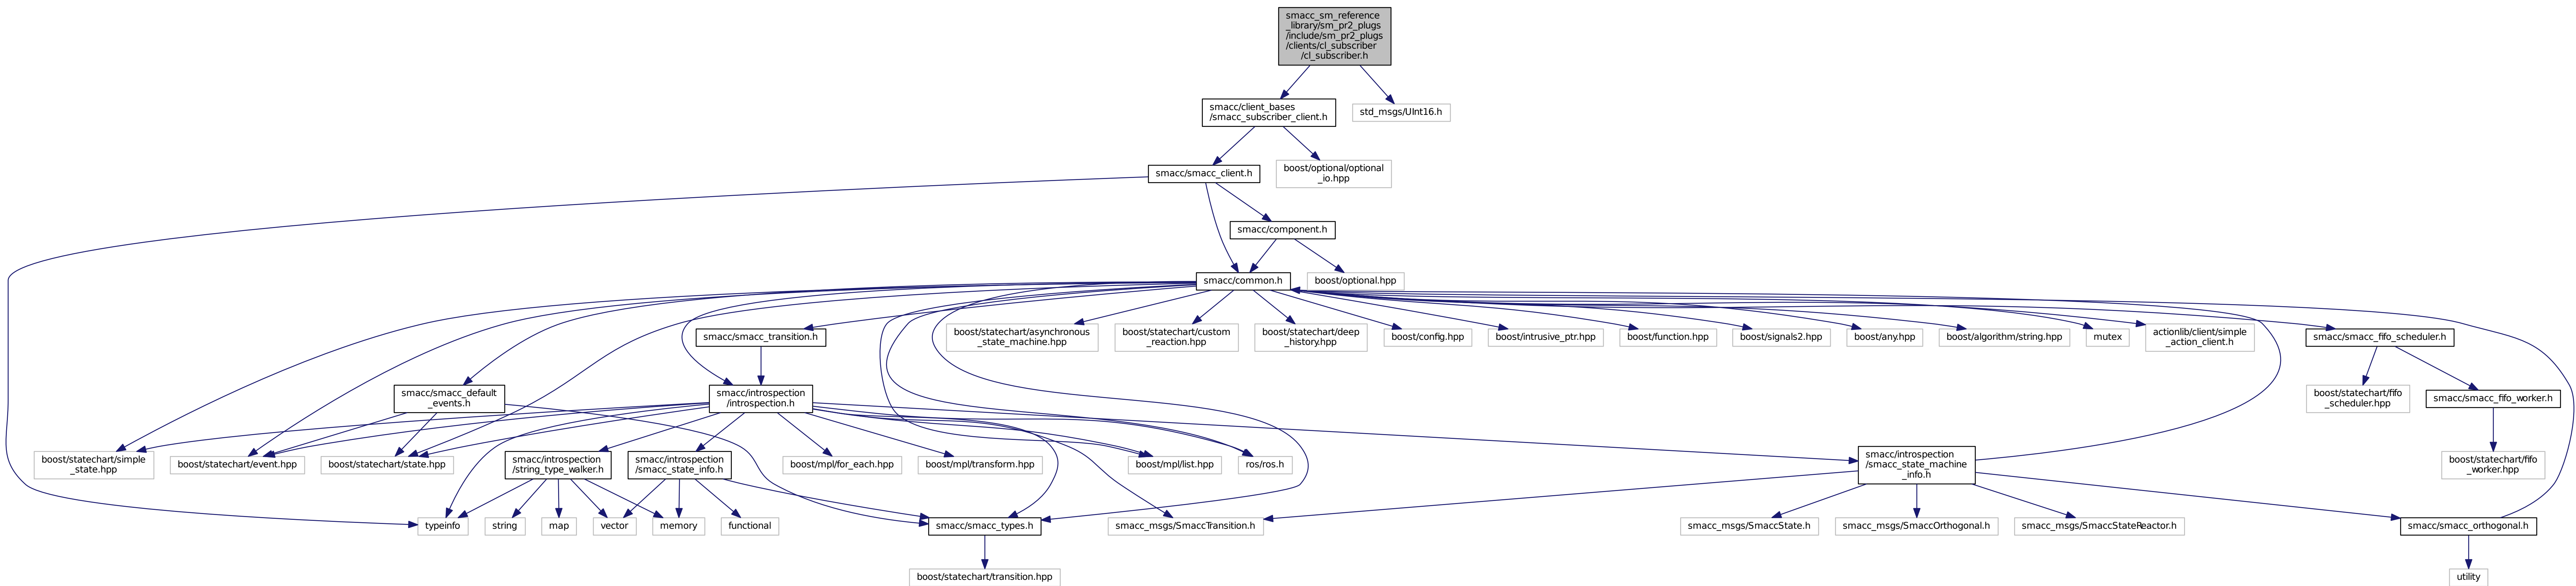 smacc_sm_reference
_library/sm_pr2_plugs
/include/sm_pr2_plugs
/clients/cl_subscriber
/cl_subscriber.h
smacc/client_bases
/smacc_subscriber_client.h
std_msgs/UInt16.h
smacc/smacc_client.h
boost/optional/optional
_io.hpp
smacc/component.h
smacc/common.h
boost/optional.hpp
smacc/smacc_transition.h
boost/statechart/asynchronous
_state_machine.hpp
boost/statechart/custom
_reaction.hpp
boost/statechart/deep
_history.hpp
boost/config.hpp
boost/intrusive_ptr.hpp
boost/function.hpp
boost/signals2.hpp
boost/any.hpp
boost/algorithm/string.hpp
mutex
actionlib/client/simple
_action_client.h
smacc/smacc_fifo_scheduler.h
smacc/smacc_default
_events.h
smacc/introspection
/introspection.h
boost/statechart/fifo
_scheduler.hpp
smacc/smacc_fifo_worker.h
boost/statechart/simple
_state.hpp
boost/statechart/event.hpp
boost/statechart/state.hpp
smacc/introspection
/string_type_walker.h
smacc/introspection
/smacc_state_info.h
boost/mpl/for_each.hpp
boost/mpl/transform.hpp
boost/mpl/list.hpp
ros/ros.h
smacc/introspection
/smacc_state_machine
_info.h
boost/statechart/fifo
_worker.hpp
typeinfo
string
map
vector
memory
functional
smacc/smacc_types.h
smacc_msgs/SmaccTransition.h
smacc_msgs/SmaccState.h
smacc_msgs/SmaccOrthogonal.h
smacc_msgs/SmaccStateReactor.h
smacc/smacc_orthogonal.h
boost/statechart/transition.hpp
utility